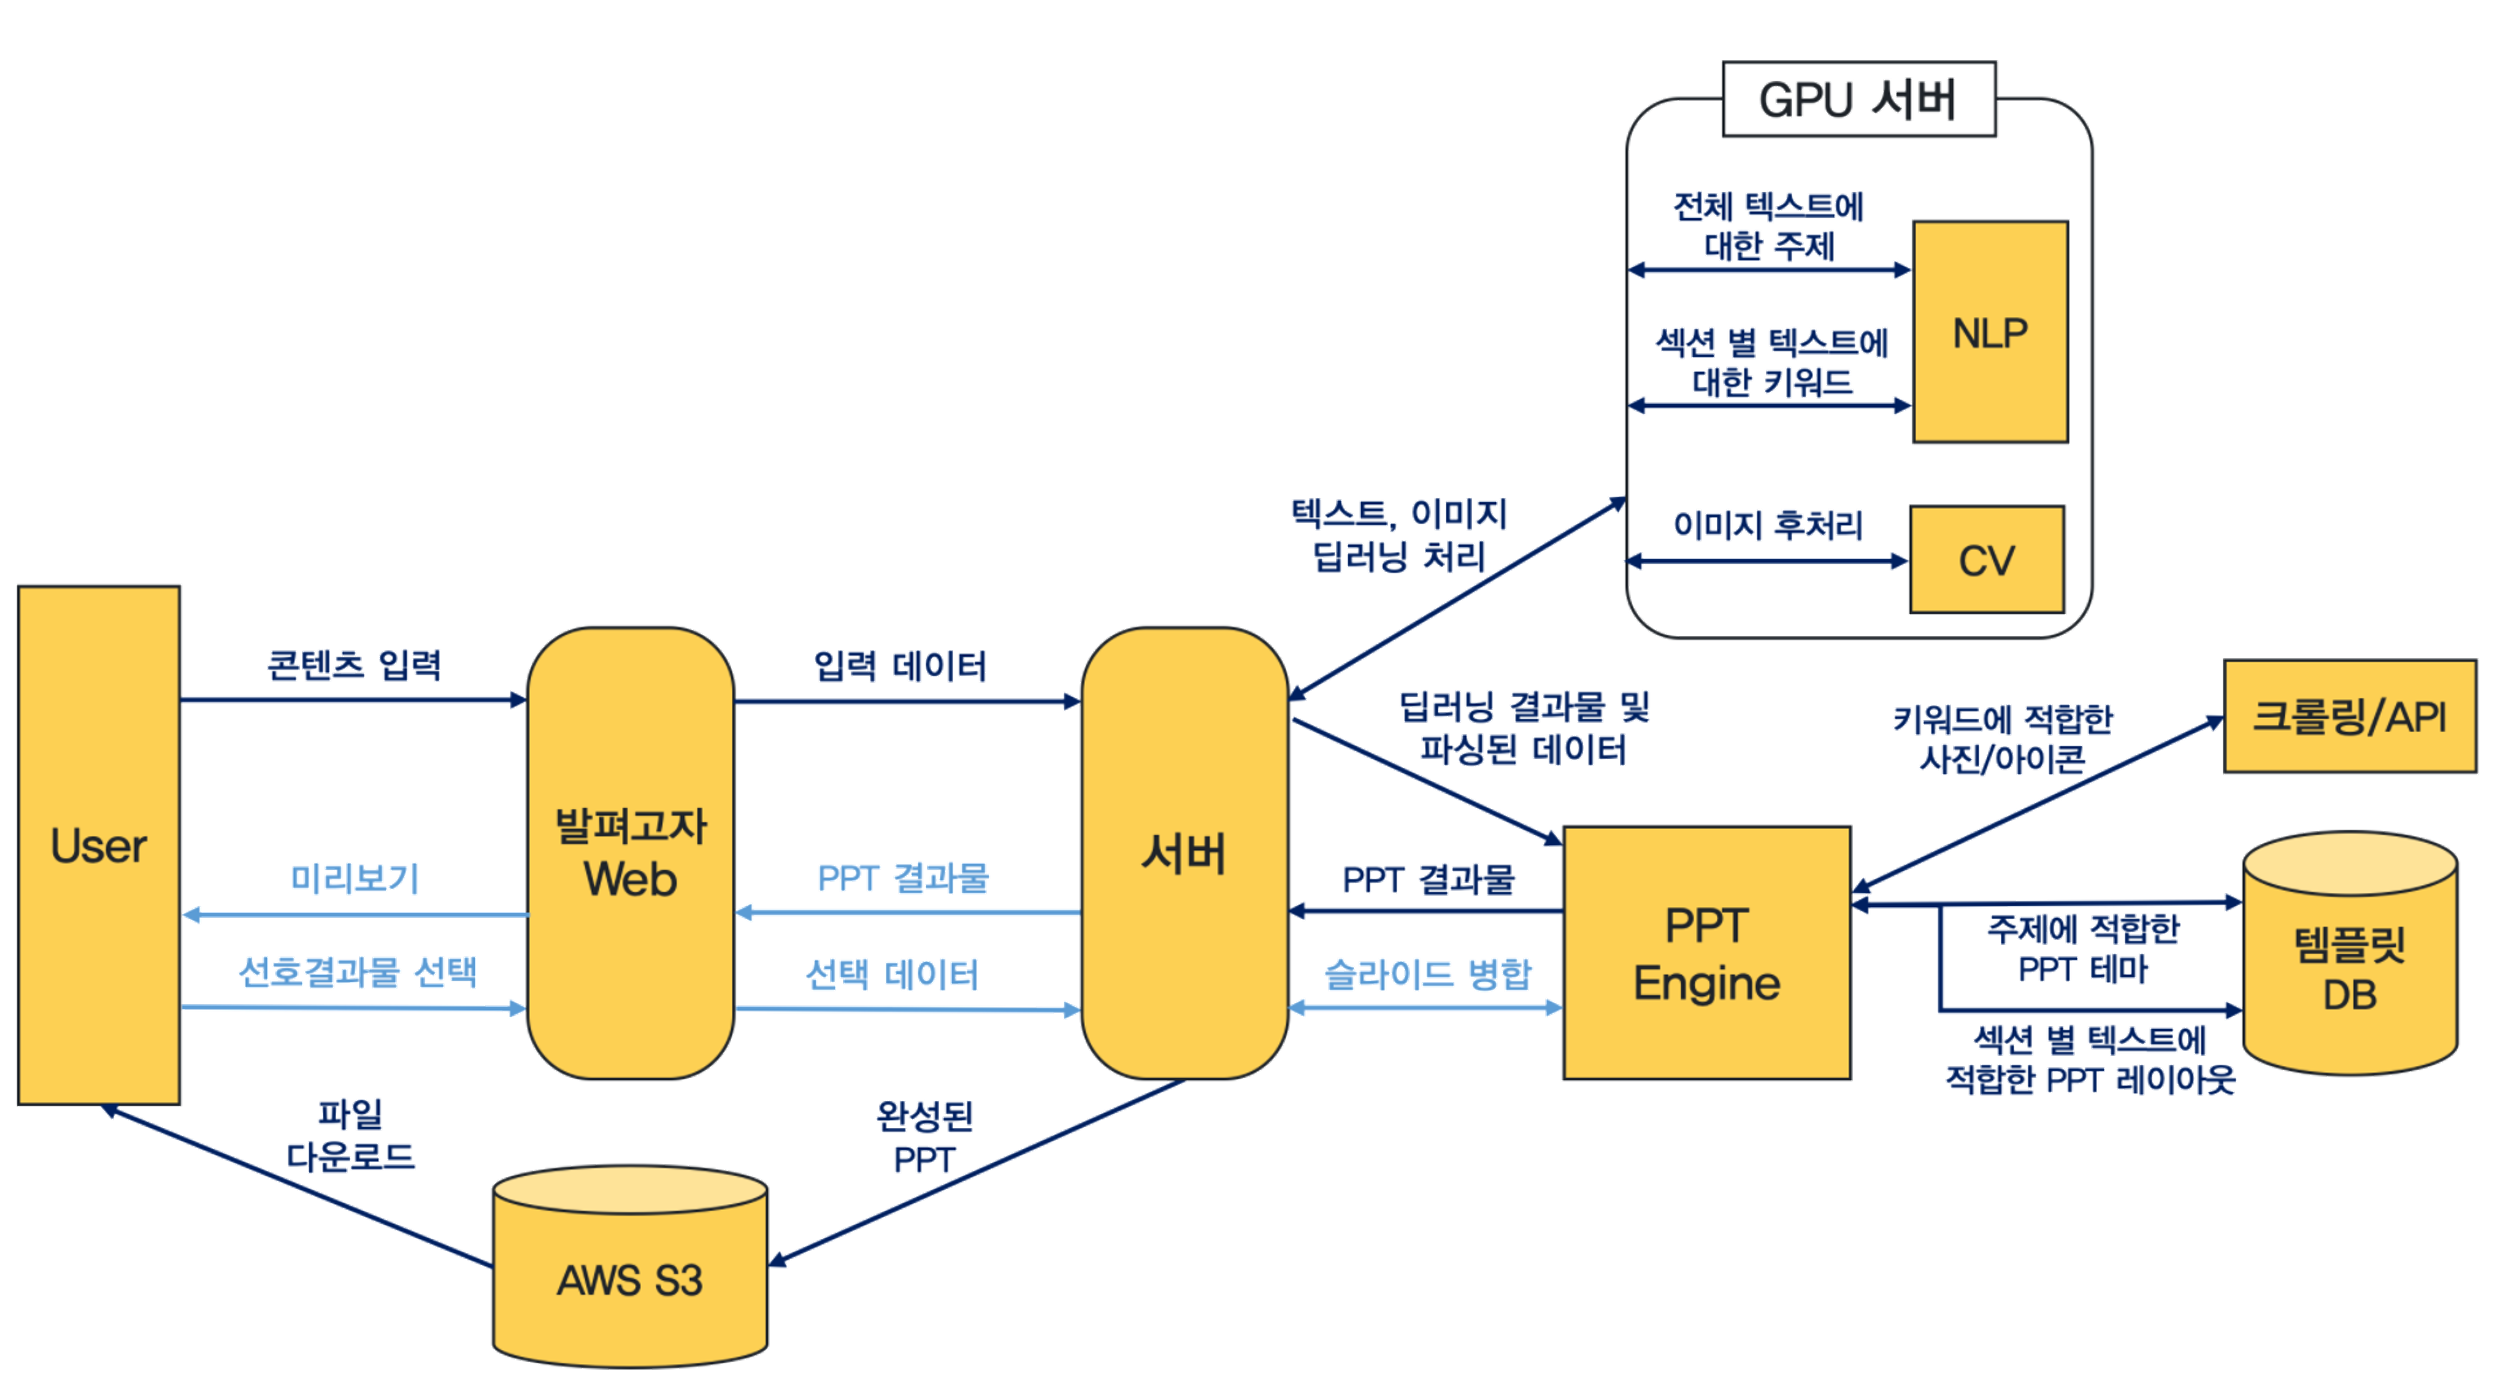 GPU 서버
전체 텍스트에
대한 주제
섹션 별 텍스트에
대한 키워드
NLP
이미지 후처리
CV
텍스트, 이미지
딥러닝 처리
User
콘텐츠 입력
미리보기
선호결과물 선택
발펴고자
Web
입력 데이터
PPT 결과물
선택 데이터
서버
딥러닝 결과물 및
파싱된 데이터
PPT 결과물
슬라이드 병합
PPT
Engine
키워드에 적합한
사진/아이콘
크롤링/API
주제에 적합한
PPT 테마
섹션 별 텍스트에
적합한 PPT 레이아웃
템플릿
DB
파일
다운로드
완성된
PPT
AWS S3